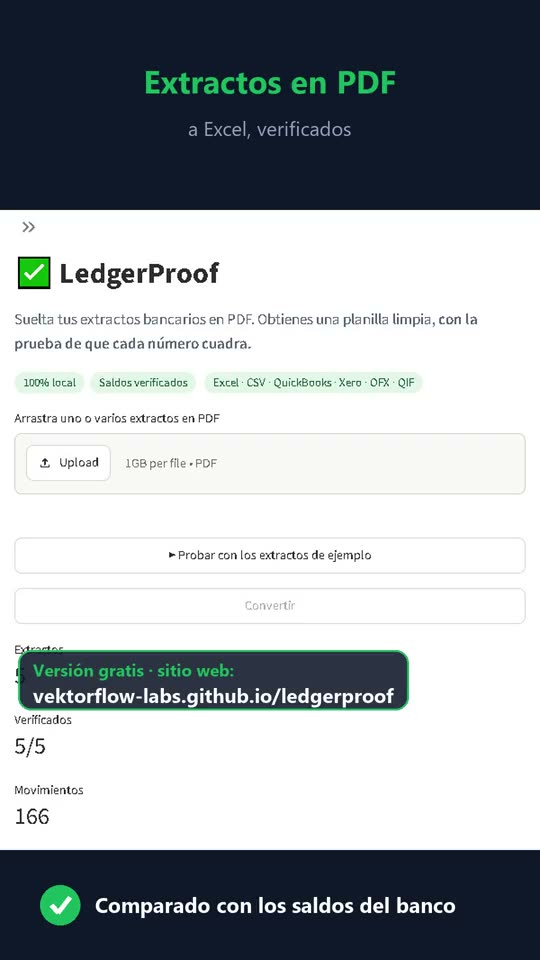 Extractos en PDF
a Excel, verificados
»
LedgerProof
Suelta tus extractos bancarios en PDF. Obtienes una planilla limpia, con la
prueba de que cada número cuadra.
100% local
Saldos verificados
Excel · CSV · QuickBooks · Xero · OFX · QIF
Arrastra uno o varios extractos en PDF
Upload
1GB per file • PDF
▶ Probar con los extractos de ejemplo
Convertir
Extractos
Versión gratis · sitio web:
vektorflow-labs.github.io/ledgerproof
Verificados
5/5
Movimientos
166
Comparado con los saldos del banco